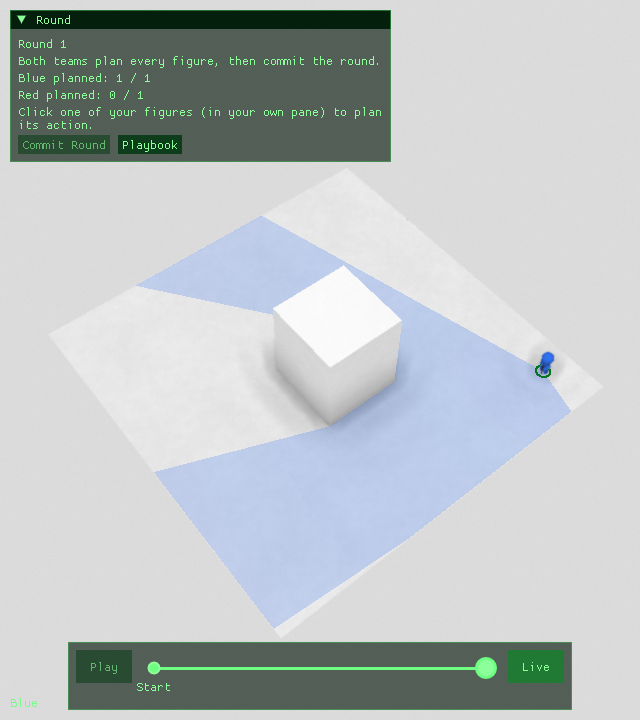 Round
Round 1
Both teams plan every figure, then commit the round.
Blue planned: 1 / 1
Red planned: 0 / 1
Click one of your figures (in your own pane) to plan
its action.
Commit Round Playbook
Play Live
Start
Blue